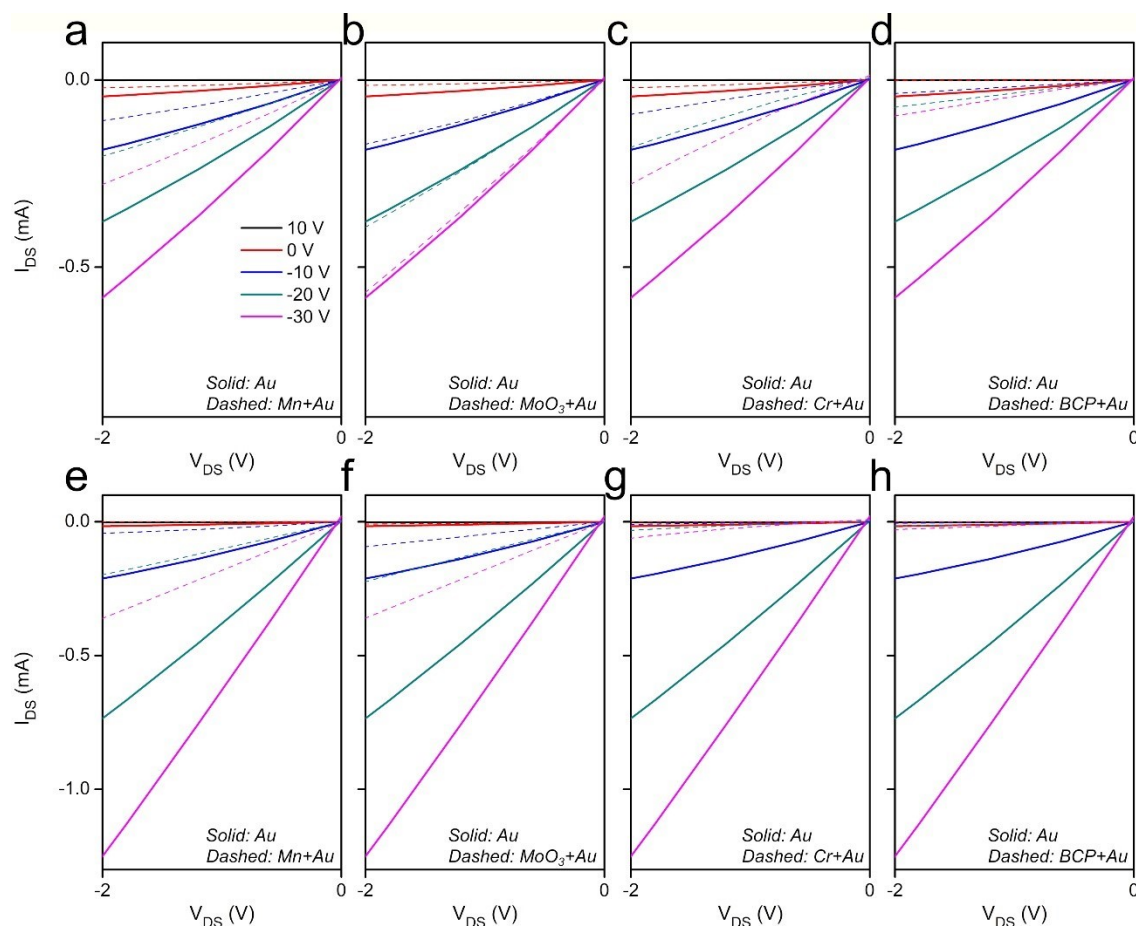 a b c d
0.0
-0.5
I_DS (mA)
10 V
0 V
-10 V
-20 V
-30 V
Solid: Au
Dashed: Mn+Au
Solid: Au
Dashed: MoO₃+Au
Solid: Au
Dashed: Cr+Au
Solid: Au
Dashed: BCP+Au
-2 0 -2 0 -2 0 -2 0
V_DS (V) V_DS (V) V_DS (V) V_DS (V)
e f g h
0.0
-0.5
-1.0
I_DS (mA)
Solid: Au
Dashed: Mn+Au
Solid: Au
Dashed: MoO₃+Au
Solid: Au
Dashed: Cr+Au
Solid: Au
Dashed: BCP+Au
-2 0 -2 0 -2 0 -2 0
V_DS (V) V_DS (V) V_DS (V) V_DS (V)